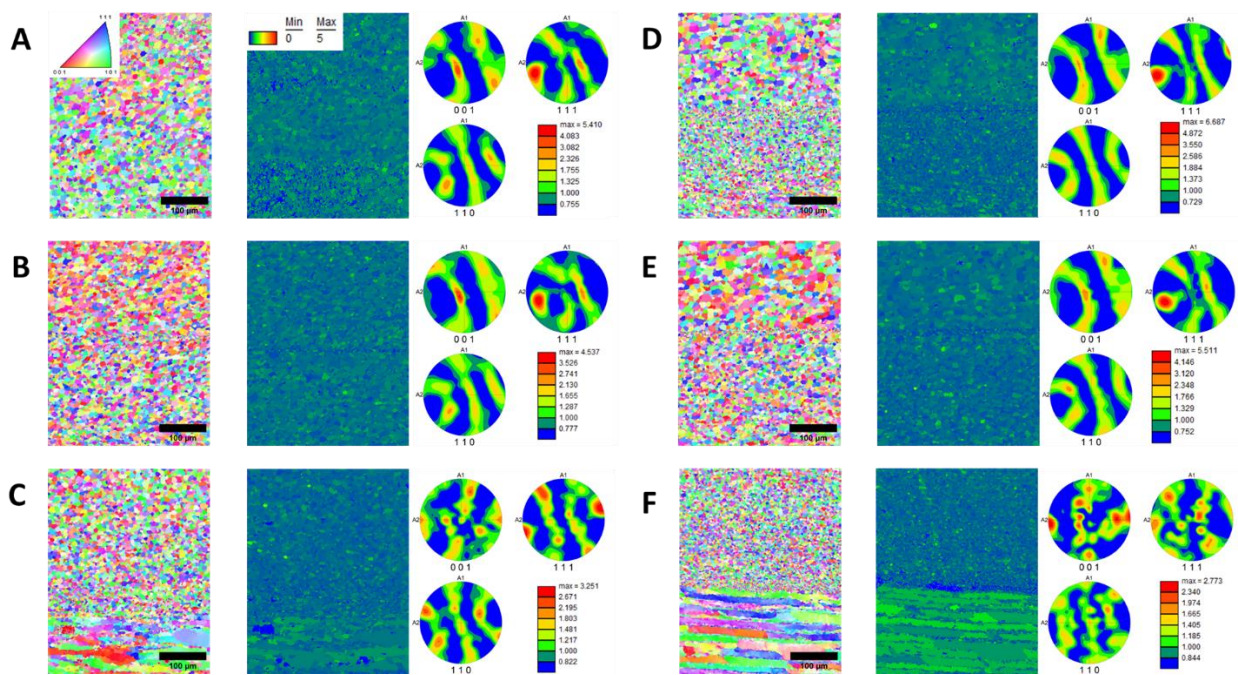 A
1 1 1
0 0 1
1 0 1
100 µm
Min
0
Max
5
A1
A2
0 0 1
A1
A2
1 1 1
A1
1 1 0
max = 5.410
4.083
3.082
2.326
1.755
1.325
1.000
0.755
D
100 µm
A1
A2
0 0 1
A1
A2
1 1 1
A1
1 1 0
max = 6.687
4.872
3.550
2.586
1.884
1.373
1.000
0.729
B
100 µm
A1
A2
0 0 1
A1
A2
1 1 1
A1
1 1 0
max = 4.537
3.526
2.741
2.130
1.655
1.287
1.000
0.777
E
100 µm
A1
A2
0 0 1
A1
A2
1 1 1
A1
1 1 0
max = 5.511
4.146
3.120
2.348
1.766
1.329
1.000
0.752
C
100 µm
A1
A2
0 0 1
A1
A2
1 1 1
A1
1 1 0
max = 3.251
2.671
2.195
1.803
1.481
1.217
1.000
0.822
F
100 µm
A1
A2
0 0 1
A1
A2
1 1 1
A1
1 1 0
max = 2.773
2.340
1.974
1.665
1.405
1.185
1.000
0.844